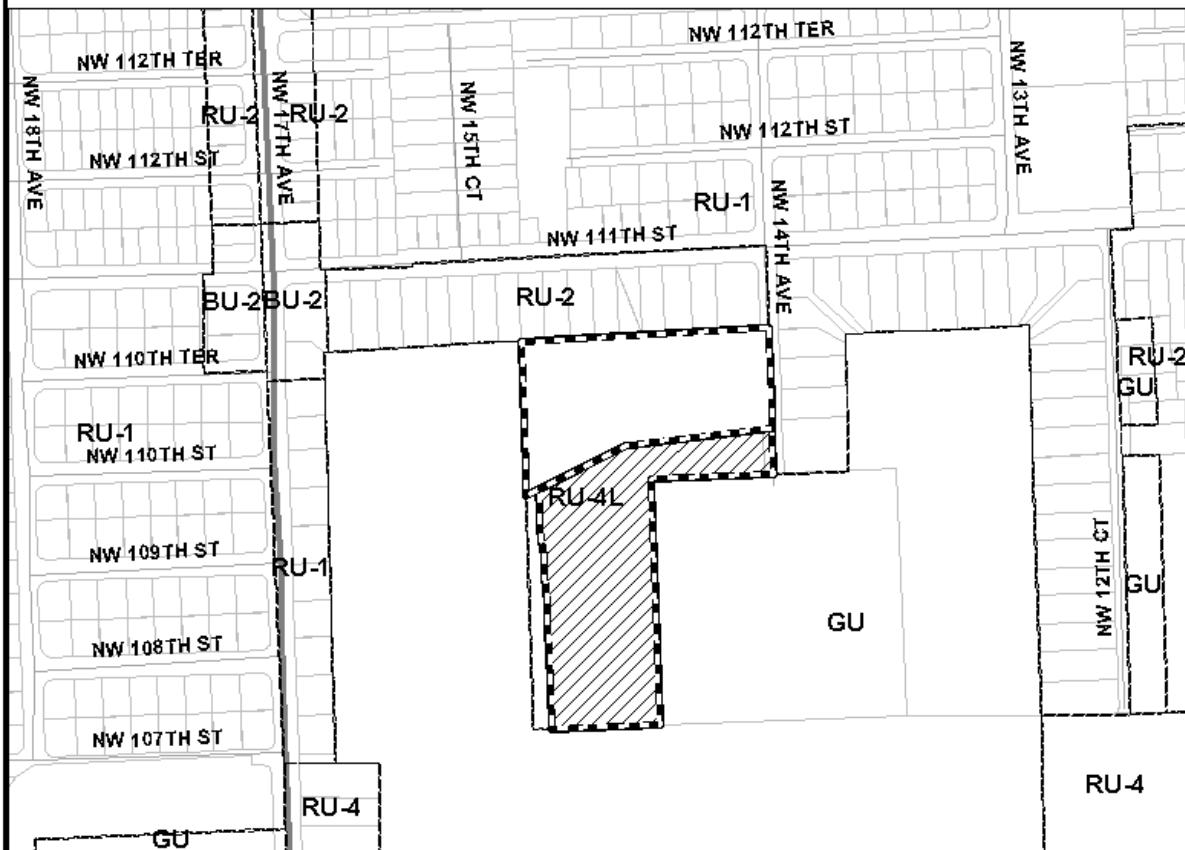 NW 112TH TER
NW 112TH TER
NW 18TH AVE
NW 17TH AVE
NW 15TH CT
NW 13TH AVE
RU-2
RU-2
NW 112TH ST
NW 112TH ST
RU-1
NW 14TH AVE
NW 111TH ST
BU-2
BU-2
RU-2
NW 110TH TER
RU-2
GU
RU-1
NW 110TH ST
RU-4L
NW 109TH ST
RU-1
NW 12TH CT
GU
GU
NW 108TH ST
NW 107TH ST
RU-4
RU-4
GU